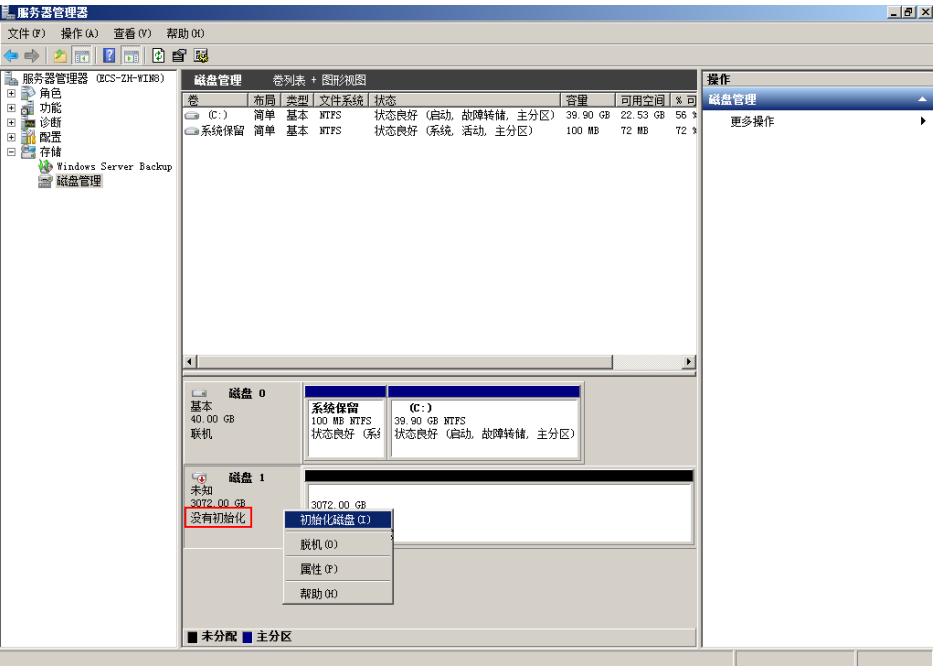 服务器管理器
文件(F) 操作(A) 查看(V) 帮助(H)
服务器管理器 (ECS-ZH-WIN8)
角色
功能
诊断
配置
存储
Windows Server Backup
磁盘管理
磁盘管理 卷列表 + 图形视图
卷 布局 类型 文件系统 状态 容量 可用空间 % 可
(C:) 简单 基本 NTFS 状态良好 (启动, 故障转储, 主分区) 39.90 GB 22.53 GB 56 %
系统保留 简单 基本 NTFS 状态良好 (系统, 活动, 主分区) 100 MB 72 MB 72 %
磁盘 0
基本
40.00 GB
联机
系统保留
100 MB NTFS
状态良好 (系统
(C:)
39.90 GB NTFS
状态良好 (启动, 故障转储, 主分区)
磁盘 1
未知
3072.00 GB
没有初始化
3072.00 GB
初始化磁盘(I)
脱机(O)
属性(P)
帮助(H)
未分配 主分区
操作
磁盘管理
更多操作